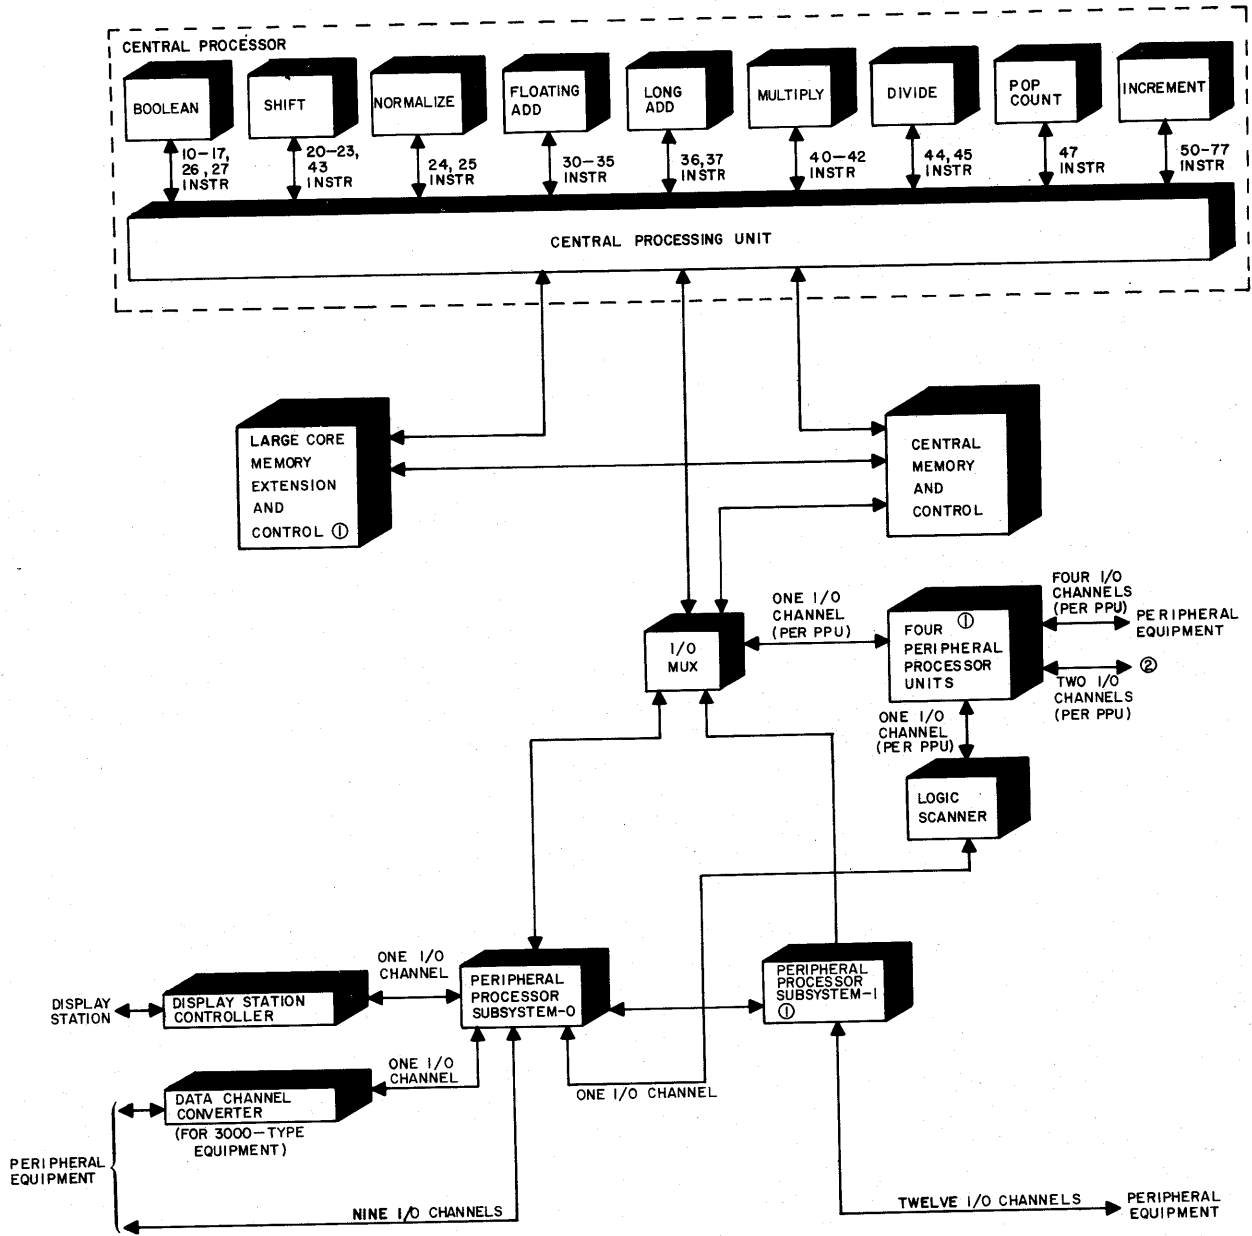 CENTRAL PROCESSOR
BOOLEAN
SHIFT
NORMALIZE
FLOATING
ADD
LONG
ADD
MULTIPLY
DIVIDE
POP
COUNT
INCREMENT
10-17,
26,27
INSTR
20-23,
43
INSTR
24,25
INSTR
30-35
INSTR
36,37
INSTR
40-42
INSTR
44,45
INSTR
47
INSTR
50-77
INSTR
CENTRAL PROCESSING UNIT
LARGE CORE
MEMORY
EXTENSION
AND
CONTROL ①
CENTRAL
MEMORY
AND
CONTROL
I/O
MUX
ONE I/O
CHANNEL
(PER PPU)
①
FOUR
PERIPHERAL
PROCESSOR
UNITS
FOUR I/O
CHANNELS
(PER PPU)
PERIPHERAL
EQUIPMENT
②
TWO I/O
CHANNELS
(PER PPU)
ONE I/O
CHANNEL
(PER PPU)
LOGIC
SCANNER
DISPLAY
STATION
DISPLAY STATION
CONTROLLER
ONE I/O
CHANNEL
PERIPHERAL
PROCESSOR
SUBSYSTEM-0
PERIPHERAL
PROCESSOR
SUBSYSTEM-1
①
ONE I/O
CHANNEL
ONE I/O CHANNEL
DATA CHANNEL
CONVERTER
(FOR 3000-TYPE
EQUIPMENT)
PERIPHERAL
EQUIPMENT
NINE I/O CHANNELS
TWELVE I/O CHANNELS
PERIPHERAL
EQUIPMENT